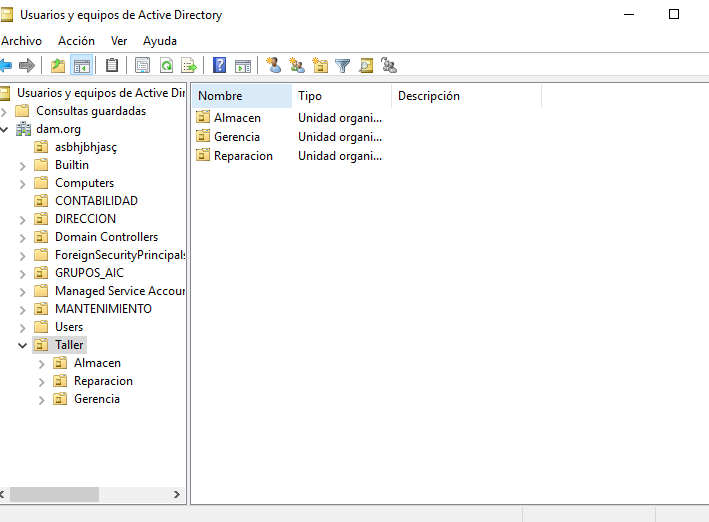 Usuarios y equipos de Active Directory
Archivo Acción Ver Ayuda
Usuarios y equipos de Active Dir
Consultas guardadas
dam.org
asbhjbhjasç
Builtin
Computers
CONTABILIDAD
DIRECCION
Domain Controllers
ForeignSecurityPrincipals
GRUPOS_AIC
Managed Service Accour
MANTENIMIENTO
Users
Taller
Almacen
Reparacion
Gerencia
Nombre Tipo Descripción
Almacen Unidad organi...
Gerencia Unidad organi...
Reparacion Unidad organi...